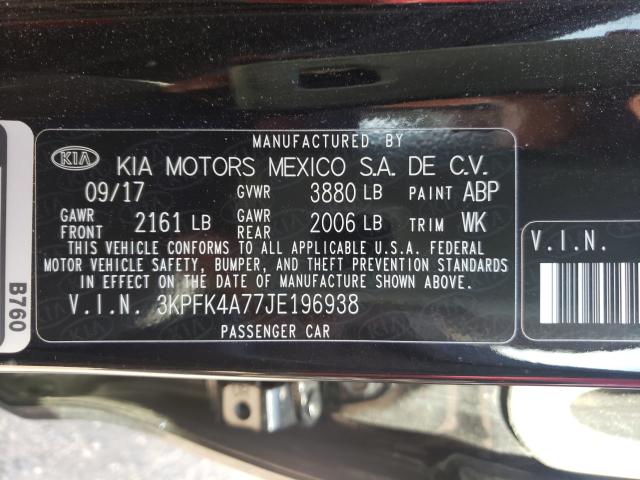 MANUFACTURED BY
KIA KIA MOTORS MEXICO S.A. DE C.V.
09/17 GVWR 3880 LB PAINT ABP
GAWR FRONT 2161 LB GAWR REAR 2006 LB TRIM WK
THIS VEHICLE CONFORMS TO ALL APPLICABLE U.S.A. FEDERAL
MOTOR VEHICLE SAFETY, BUMPER, AND THEFT PREVENTION STANDARDS
IN EFFECT ON THE DATE OF MANUFACTURE SHOWN ABOVE.
V.I.N. 3KPFK4A77JE196938
PASSENGER CAR
B760
V.I.N.